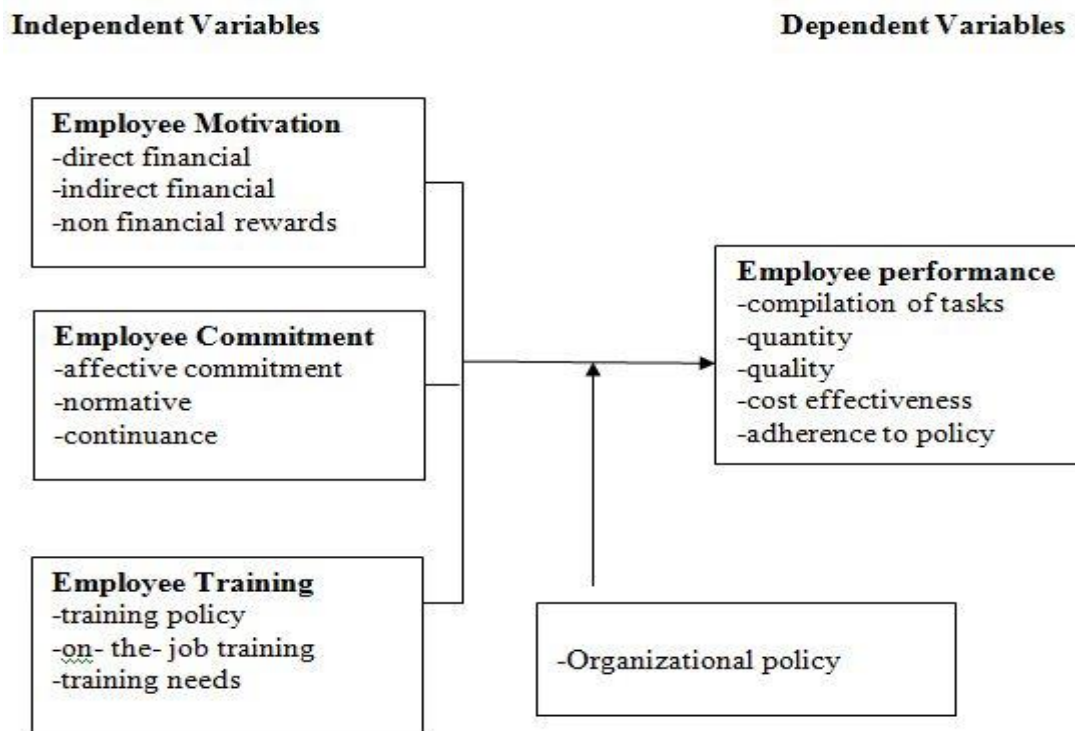 Independent Variables
Dependent Variables
Employee Motivation
-direct financial
-indirect financial
-non financial rewards
Employee Commitment
-affective commitment
-normative
-continuance
Employee Training
-training policy
-on- the- job training
-training needs
Employee performance
-compilation of tasks
-quantity
-quality
-cost effectiveness
-adherence to policy
-Organizational policy